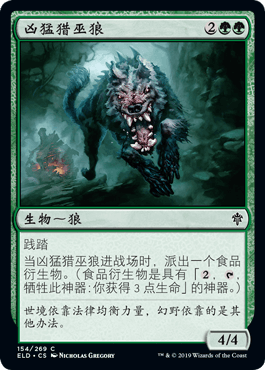 凶猛猎巫狼 2
生物～狼
践踏
当凶猛猎巫狼进战场时，派出一个食品
衍生物。（食品衍生物是具有「2，，
牺牲此神器：你获得3点生命」的神器。）
世境依靠法律均衡力量，幻野依靠的是其
他办法。
4/4
154/269 C
ELD • CS NICHOLAS GREGORY
™ & © 2019 Wizards of the Coast